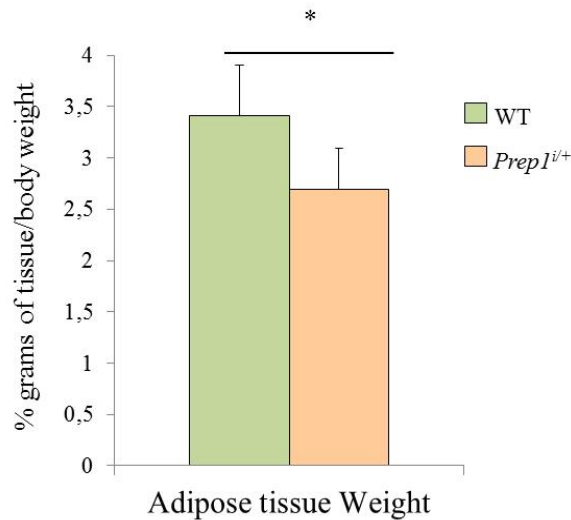 *
4
3,5
3
2,5
2
1,5
1
0,5
0
% grams of tissue/body weight
WT
Prep1^{i/+}
Adipose tissue Weight